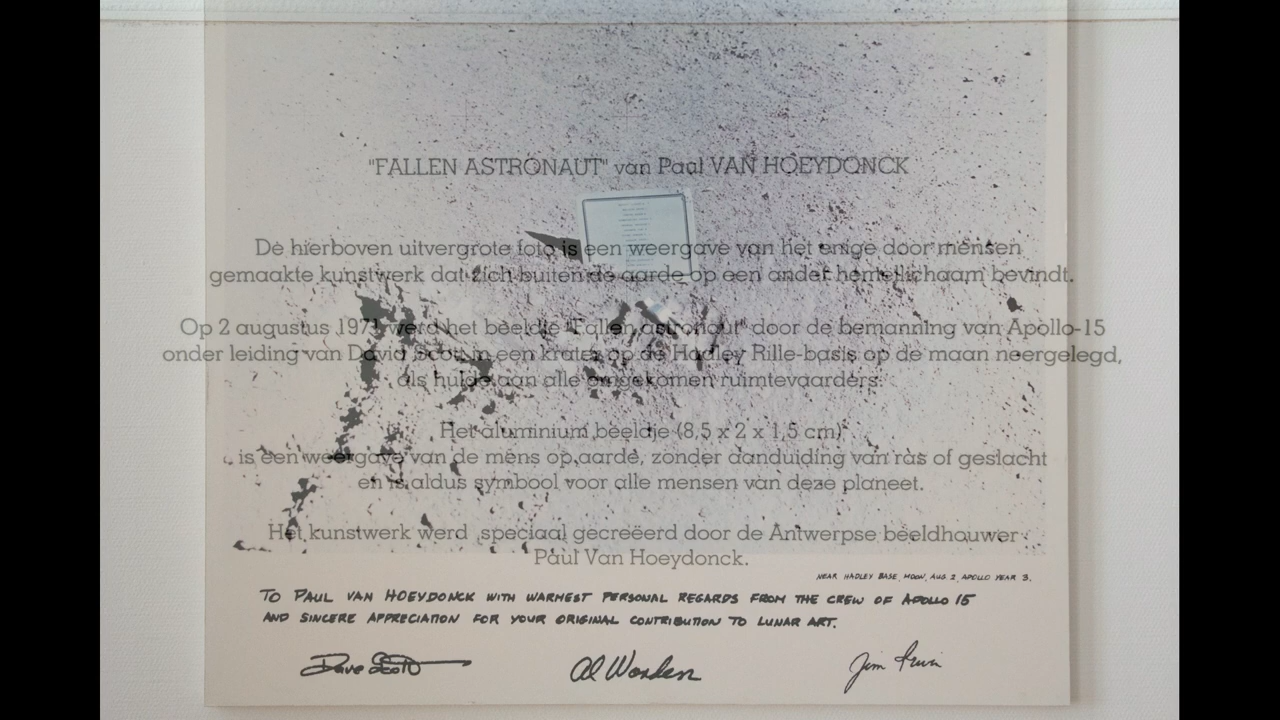 "FALLEN ASTRONAUT" van Paul VAN HOEYDONCK
De hierboven uitvergrote foto is een weergave van het enige door mensen
gemaakte kunstwerk dat zich buiten de aarde op een ander hemellichaam bevindt.
Op 2 augustus 1971 werd het beeldje "Fallen astronaut" door de bemanning van Apollo-15
onder leiding van David Scott in een krater op de Hadley Rille-basis op de maan neergelegd,
als hulde aan alle omgekomen ruimtevaarders.
Het aluminium beeldje (8,5 x 2 x 1,5 cm)
is een weergave van de mens op aarde, zonder aanduiding van ras of geslacht
en is aldus symbool voor alle mensen van deze planeet.
Het kunstwerk werd speciaal gecreëerd door de Antwerpse beeldhouwer
Paul Van Hoeydonck.
NEAR HADLEY BASE, MOON, AUG. 2, APOLLO YEAR 3.
TO PAUL VAN HOEYDONCK WITH WARMEST PERSONAL REGARDS FROM THE CREW OF APOLLO 15
AND SINCERE APPRECIATION FOR YOUR ORIGINAL CONTRIBUTION TO LUNAR ART.
Dave Scott Al Worden Jim Irwin